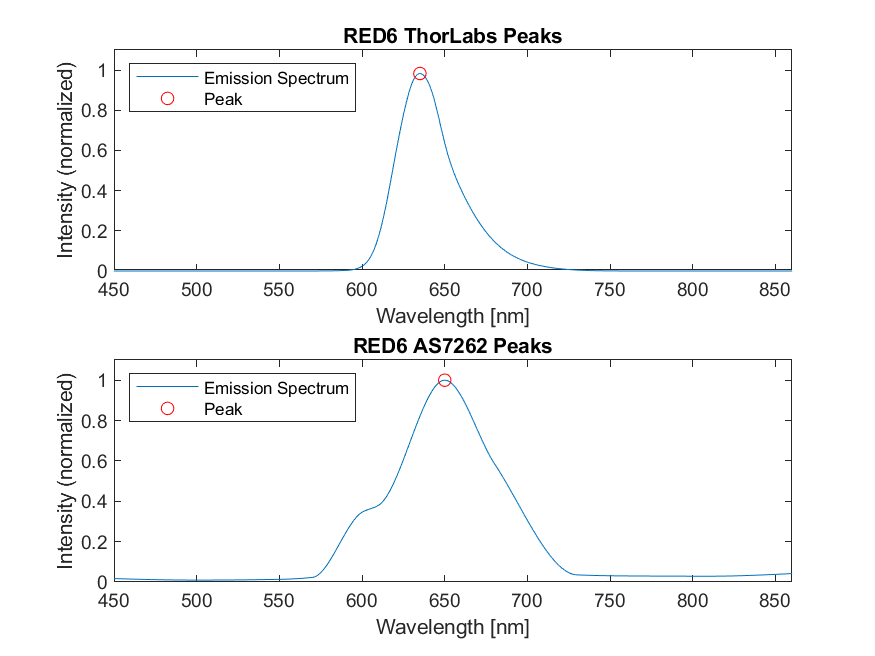 RED6 ThorLabs Peaks
Intensity (normalized)
1
0.8
0.6
0.4
0.2
0
Emission Spectrum
Peak
450 500 550 600 650 700 750 800 850
Wavelength [nm]
RED6 AS7262 Peaks
Intensity (normalized)
1
0.8
0.6
0.4
0.2
0
Emission Spectrum
Peak
450 500 550 600 650 700 750 800 850
Wavelength [nm]